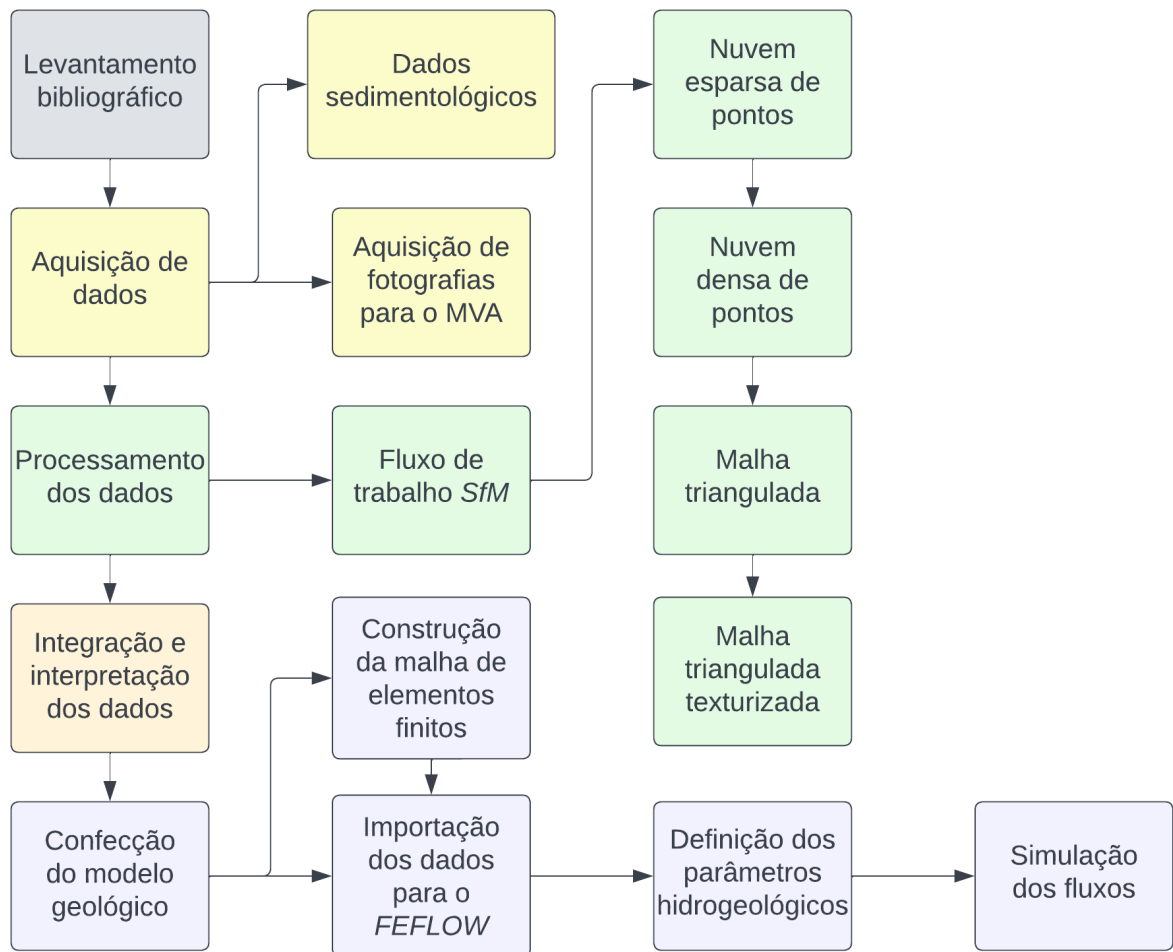 Levantamento
bibliográfico
Dados
sedimentológicos
Nuvem
esparsa de
pontos
Aquisição de
dados
Aquisição de
fotografias
para o MVA
Nuvem
densa de
pontos
Processamento
dos dados
Fluxo de
trabalho SfM
Malha
triangulada
Integração e
interpretação
dos dados
Construção
da malha de
elementos
finitos
Malha
triangulada
texturizada
Confecção
do modelo
geológico
Importação
dos dados
para o
FEFLOW
Definição dos
parâmetros
hidrogeológicos
Simulação
dos fluxos